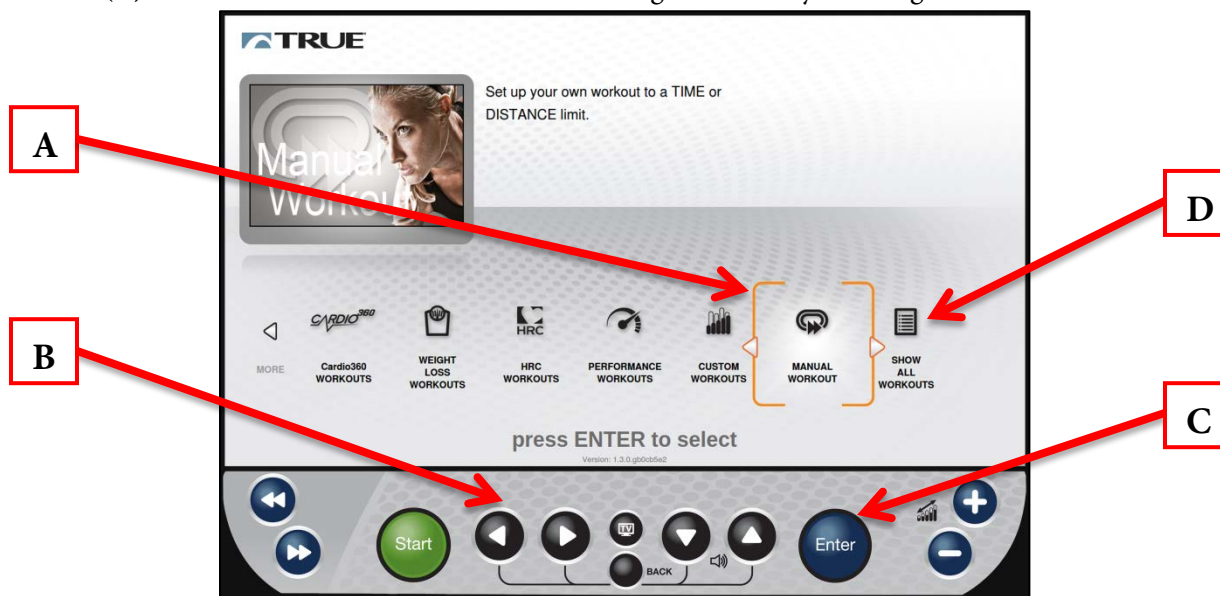 TRUE
Set up your own workout to a TIME or
DISTANCE limit.
Manual
Workout
A
D
B
C
CARDIO360
HRC
MORE
Cardio360
WORKOUTS
WEIGHT
LOSS
WORKOUTS
HRC
WORKOUTS
PERFORMANCE
WORKOUTS
CUSTOM
WORKOUTS
MANUAL
WORKOUT
SHOW
ALL
WORKOUTS
press ENTER to select
Version: 1.3.0.gb0cb5e2
Start
TV
BACK
Enter